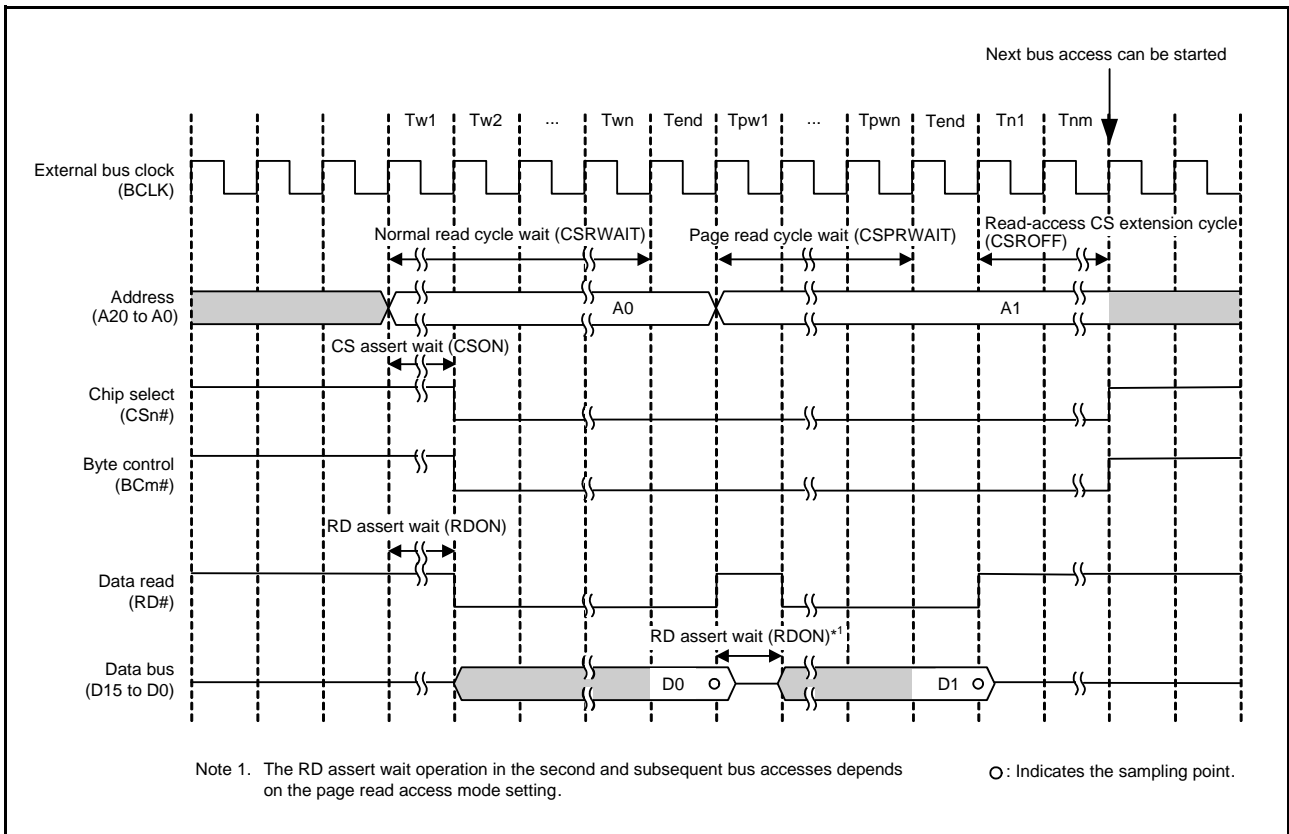 Next bus access can be started
Tw1 Tw2 ... Twn Tend Tpw1 ... Tpwn Tend Tn1 Tnm
External bus clock
(BCLK)
Normal read cycle wait (CSRWAIT)
Page read cycle wait (CSPRWAIT)
Read-access CS extension cycle
(CSROFF)
Address
(A20 to A0)
A0
A1
CS assert wait (CSON)
Chip select
(CSn#)
Byte control
(BCm#)
RD assert wait (RDON)
Data read
(RD#)
RD assert wait (RDON)*1
Data bus
(D15 to D0)
D0
D1
Note 1. The RD assert wait operation in the second and subsequent bus accesses depends
on the page read access mode setting.
: Indicates the sampling point.